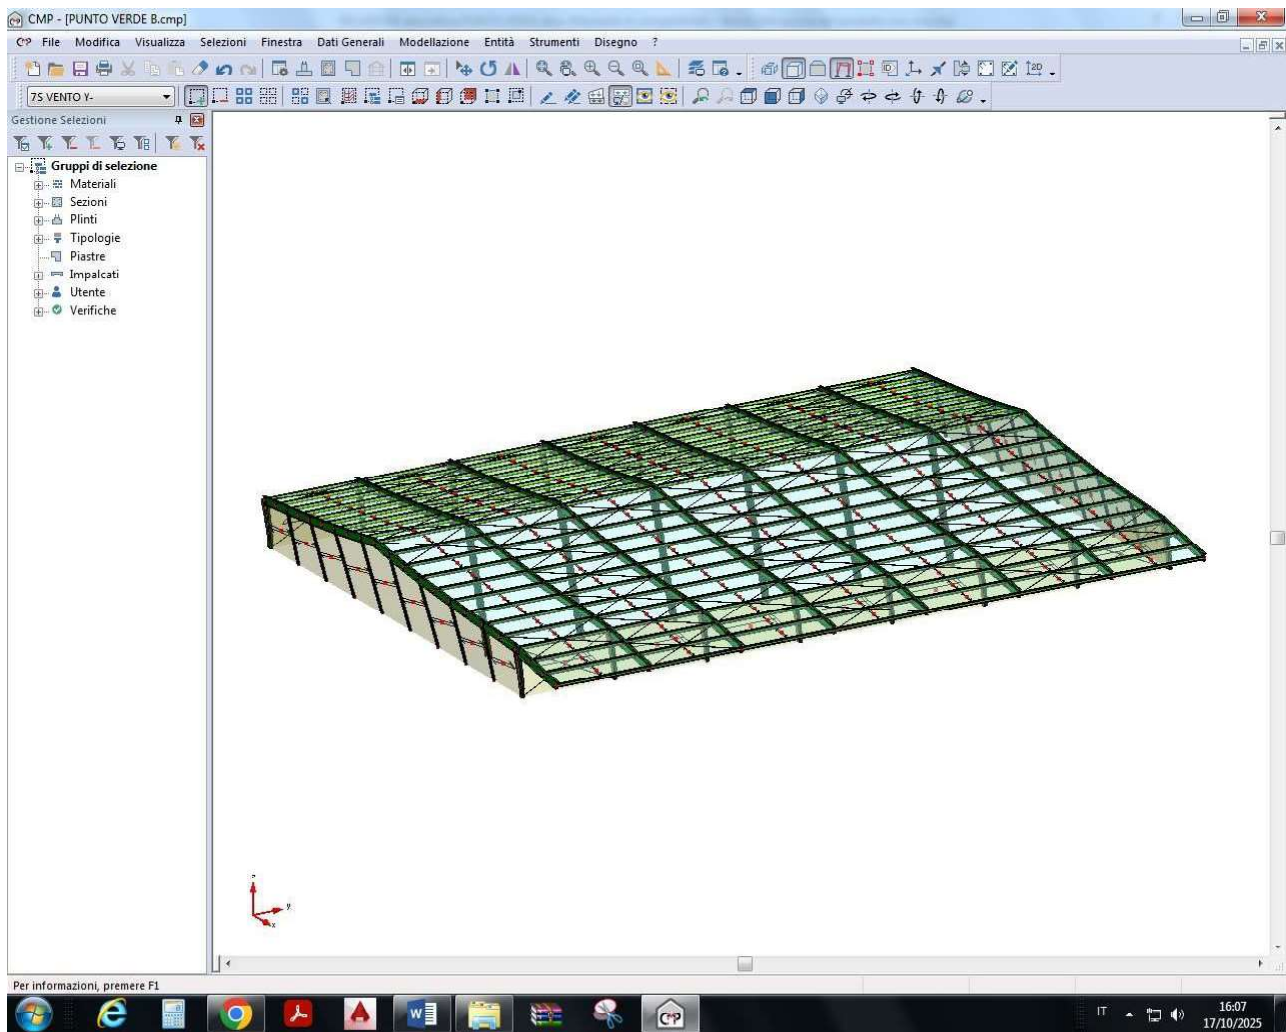 CMP - [PUNTO VERDE B.cmp]
File Modifica Visualizza Selezioni Finestra Dati Generali Modellazione Entità Strumenti Disegno ?
7S VENTO Y-
Gestione Selezioni
Gruppi di selezione
Materiali
Sezioni
Plinti
Tipologie
Piastre
Impalcati
Utente
Verifiche
y
x
Per informazioni, premere F1
IT
16:07
17/10/2025